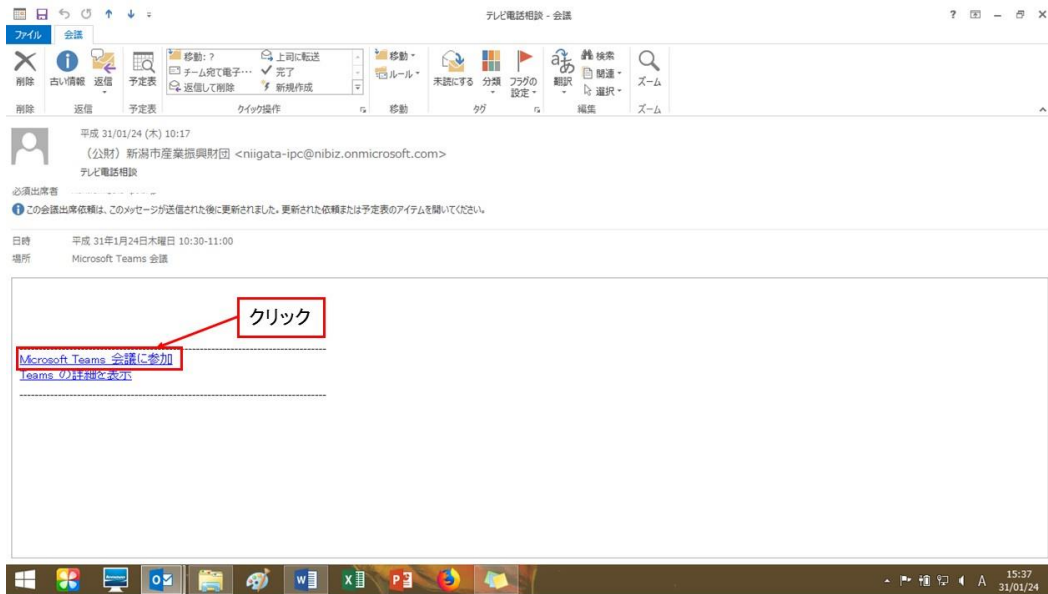 テレビ電話相談 - 会議
ファイル 会議
移動: ? 上司に転送
チーム宛て電子… 完了
返信して削除 新規作成
移動
ルール
検索
関連
選択
削除 古い情報 返信 予定表 未読にする 分類 フラグの設定 翻訳 ズーム
削除 返信 予定表 クイック操作 移動 タグ 編集 ズーム
平成 31/01/24 (木) 10:17
（公財）新潟市産業振興財団 <niigata-ipc@nibiz.onmicrosoft.com>
テレビ電話相談
必須出席者
この会議出席依頼は、このメッセージが送信された後に更新されました。更新された依頼または予定表のアイテムを開いてください。
日時 平成 31年1月24日木曜日 10:30-11:00
場所 Microsoft Teams 会議
クリック
Microsoft Teams 会議に参加
Teams の詳細を表示
A 15:37
31/01/24